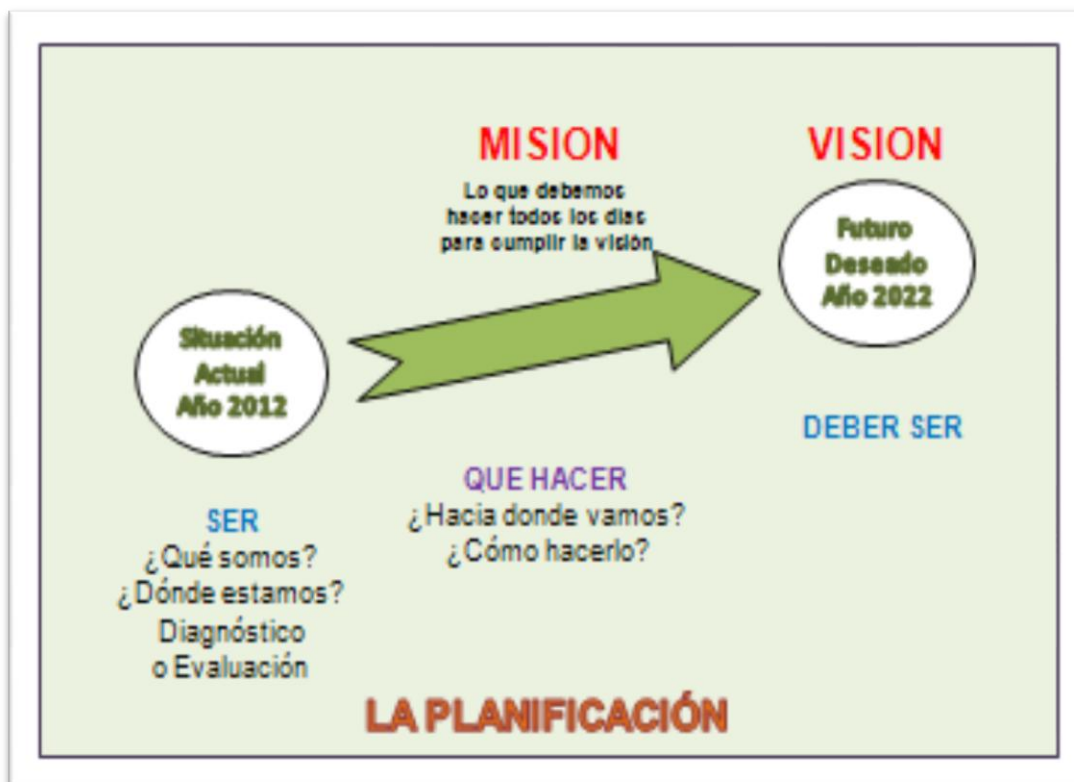 MISION
Lo que debemos
hacer todos los dias
para cumplir la visión
VISION
Futuro
Deseado
Año 2022
Situación
Actual
Año 2012
DEBER SER
QUE HACER
¿Hacia donde vamos?
¿Cómo hacerlo?
SER
¿Qué somos?
¿Dónde estamos?
Diagnóstico
o Evaluación
LA PLANIFICACIÓN